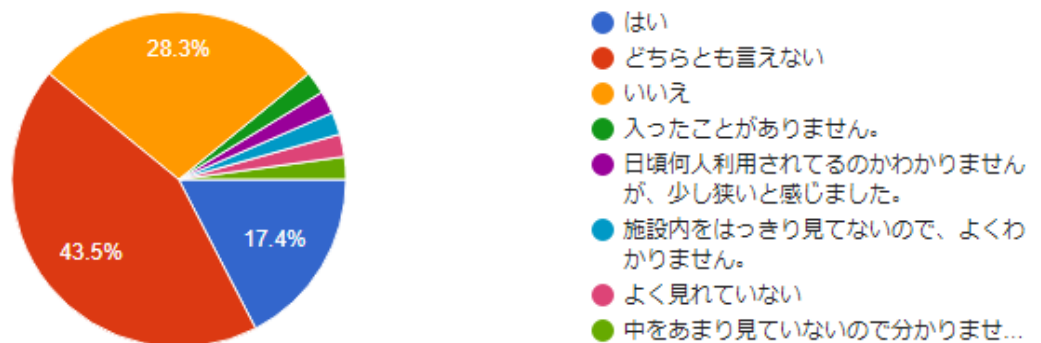 28.3%
43.5%
17.4%
はい
どちらとも言えない
いいえ
入ったことがありません。
日頃何人利用されてるのかわかりません
が、少し狭いと感じました。
施設内をはっきり見てないので、よくわ
かりません。
よく見れていない
中をあまり見ていないので分かりませ...